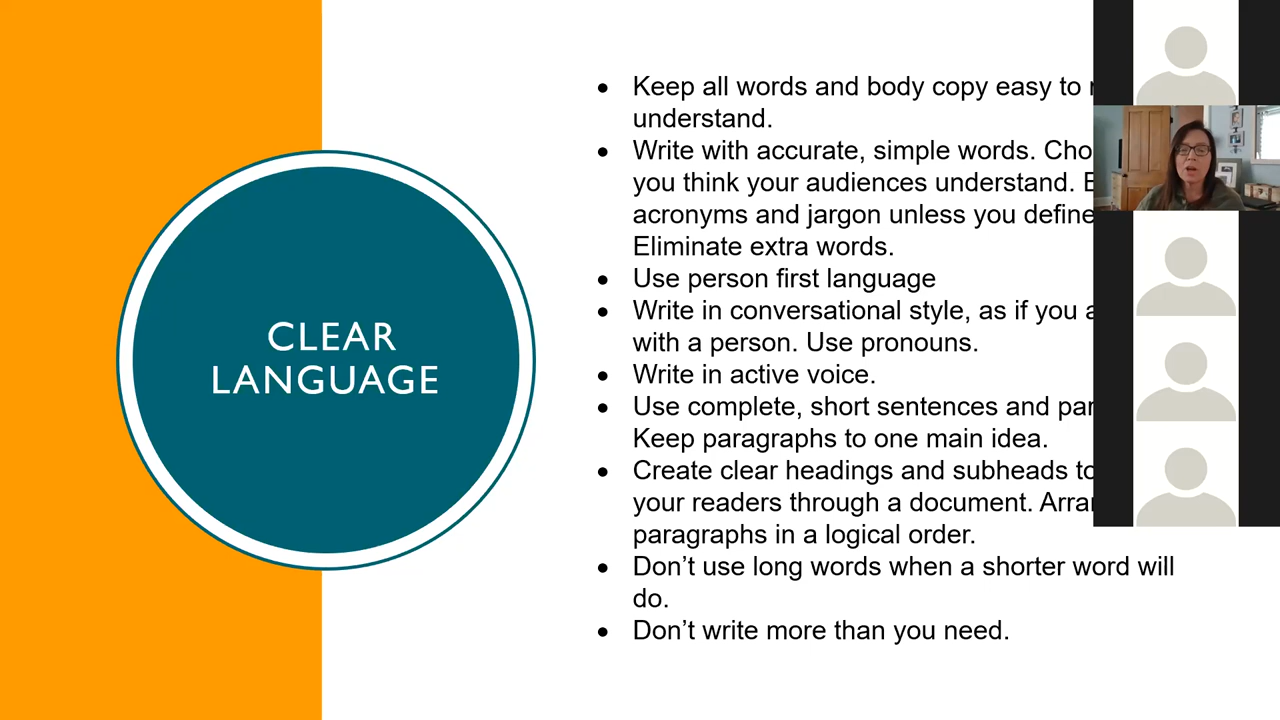 CLEAR
LANGUAGE
Keep all words and body copy easy to
understand.
Write with accurate, simple words.
you think your audiences understand.
acronyms and jargon unless you define
Eliminate extra words.
Use person first language
Write in conversational style, as if you
with a person. Use pronouns.
Write in active voice.
Use complete, short sentences and
Keep paragraphs to one main idea.
Create clear headings and subheads to
your readers through a document.
paragraphs in a logical order.
Don’t use long words when a shorter word will
do.
Don’t write more than you need.